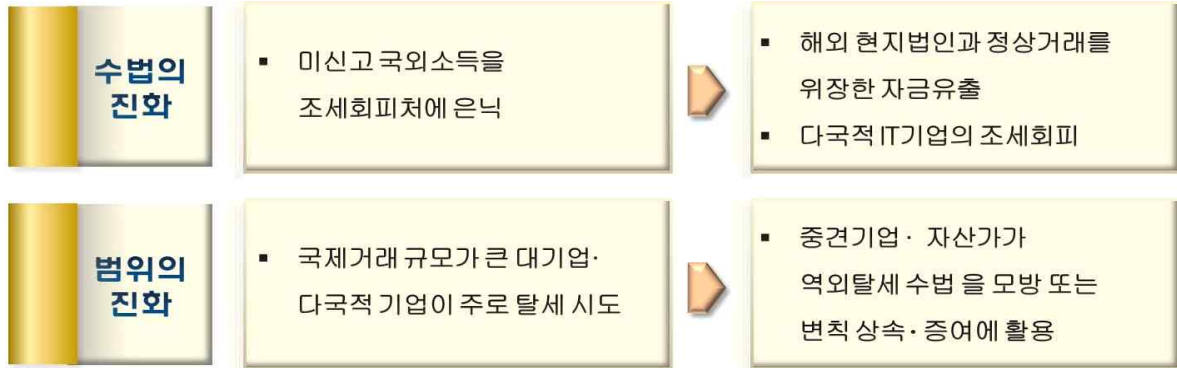 수법의
진화
▪ 미신고 국외소득을
조세회피처에 은닉
▪ 해외 현지법인과 정상거래를
위장한 자금유출
▪ 다국적 IT기업의 조세회피
범위의
진화
▪ 국제거래 규모가 큰 대기업·
다국적 기업이 주로 탈세 시도
▪ 중견기업· 자산가가
역외탈세 수법 을 모방 또는
변칙 상속·증여에 활용